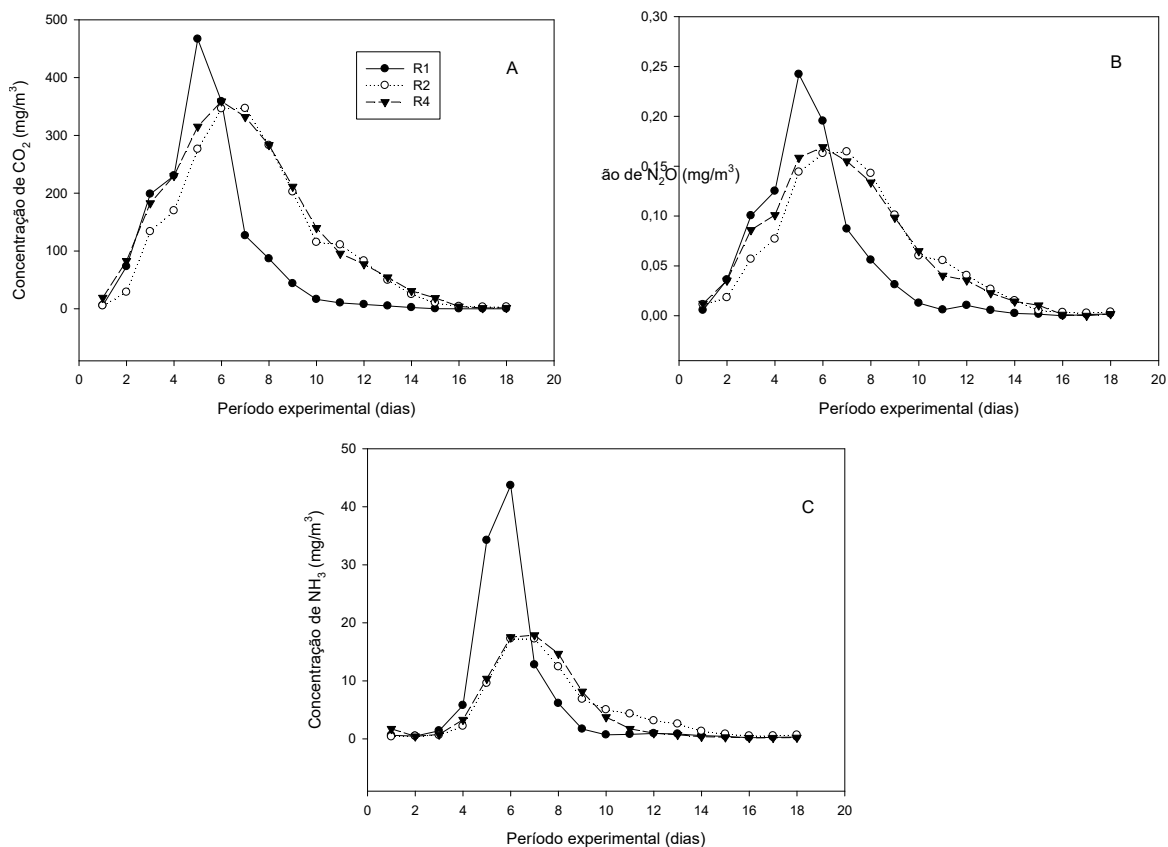 500
400
300
200
100
0
Concentração de CO2 (mg/m3)
R1
R2
R4
A
0 2 4 6 8 10 12 14 16 18 20
Período experimental (dias)
0,30
0,25
0,20
0,15
0,10
0,05
0,00
ão de N2O (mg/m3)
B
0 2 4 6 8 10 12 14 16 18 20
Período experimental (dias)
50
40
30
20
10
0
Concentração de NH3 (mg/m3)
C
0 2 4 6 8 10 12 14 16 18 20
Período experimental (dias)